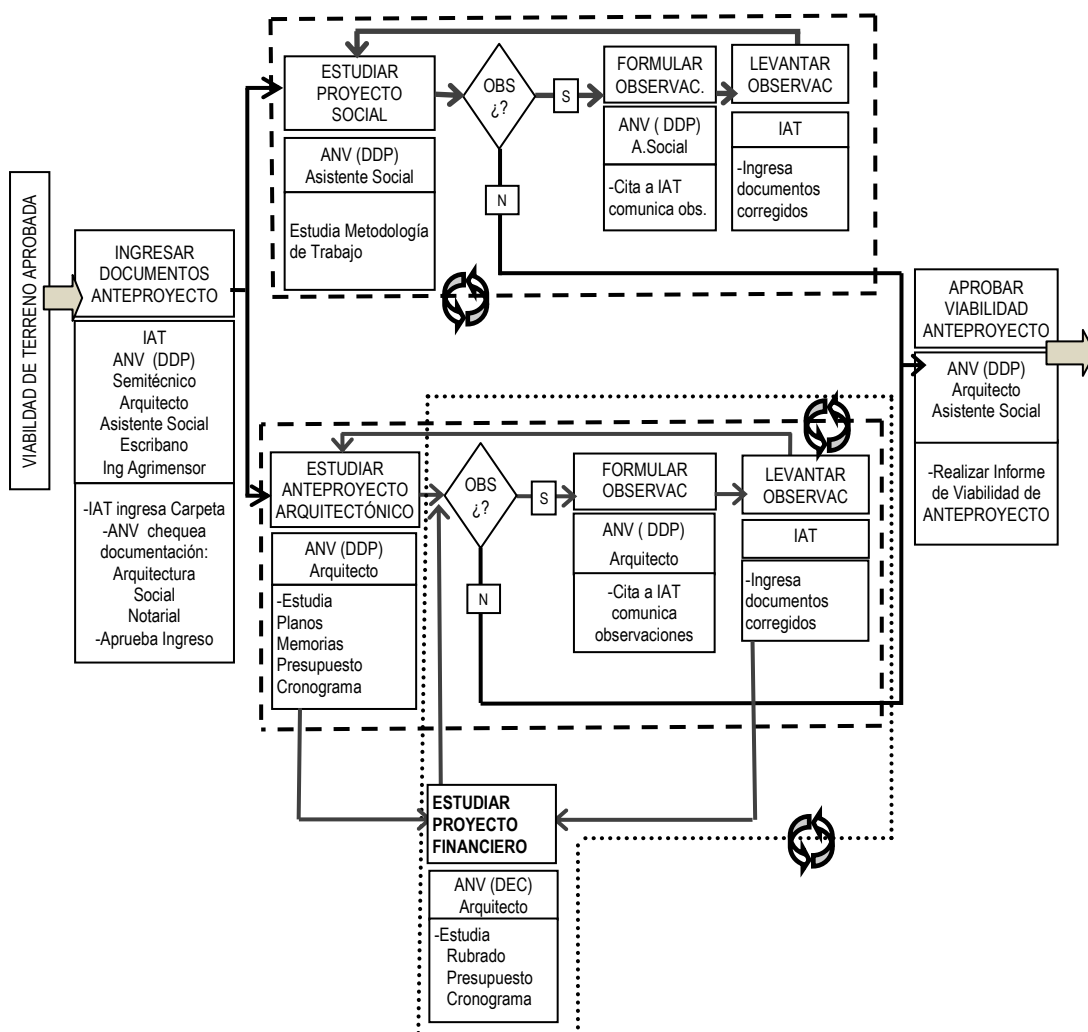 VIABILIDAD DE TERRENO APROBADA
INGRESAR
DOCUMENTOS
ANTEPROYECTO
IAT
ANV (DDP)
Semitécnico
Arquitecto
Asistente Social
Escribano
Ing Agrimensor
-IAT ingresa Carpeta
-ANV chequea
documentación:
Arquitectura
Social
Notarial
-Aprueba Ingreso
ESTUDIAR
PROYECTO
SOCIAL
ANV (DDP)
Asistente Social
Estudia Metodología
de Trabajo
OBS
¿?
S
N
FORMULAR
OBSERVAC.
ANV ( DDP)
A.Social
-Cita a IAT
comunica obs.
LEVANTAR
OBSERVAC
IAT
-Ingresa
documentos
corregidos
ESTUDIAR
ANTEPROYECTO
ARQUITECTÓNICO
ANV (DDP)
Arquitecto
-Estudia
Planos
Memorias
Presupuesto
Cronograma
OBS
¿?
S
N
FORMULAR
OBSERVAC
ANV ( DDP)
Arquitecto
-Cita a IAT
comunica
observaciones
LEVANTAR
OBSERVAC
IAT
-Ingresa
documentos
corregidos
ESTUDIAR
PROYECTO
FINANCIERO
ANV (DEC)
Arquitecto
-Estudia
Rubrado
Presupuesto
Cronograma
APROBAR
VIABILIDAD
ANTEPROYECTO
ANV (DDP)
Arquitecto
Asistente Social
-Realizar Informe
de Viabilidad de
ANTEPROYECTO